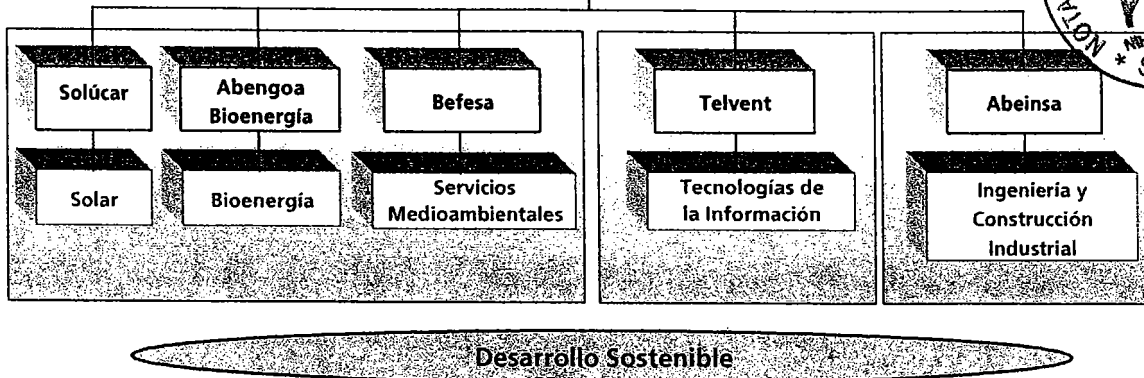 NOTA
Solúcar
Abengoa
Bioenergía
Befesa
Telvent
Abeinsa
Solar
Bioenergía
Servicios
Medioambientales
Tecnologías de
la Información
Ingeniería y
Construcción
Industrial
Desarrollo Sostenible